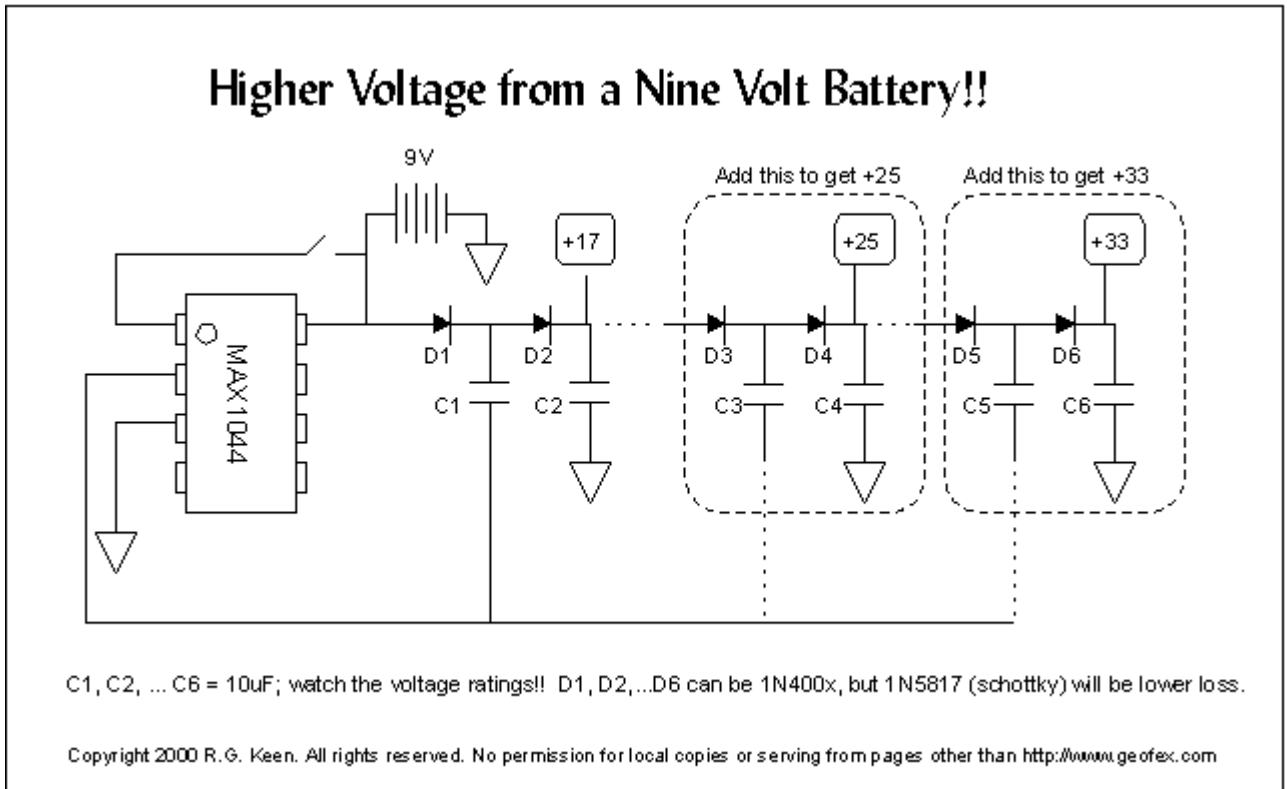 Higher Voltage from a Nine Volt Battery!!
9V
Add this to get +25
Add this to get +33
+17
+25
+33
MAX1044
D1
D2
D3
D4
D5
D6
C1
C2
C3
C4
C5
C6
C1, C2, ... C6 = 10uF; watch the voltage ratings!! D1, D2,...D6 can be 1N400x, but 1N5817 (schottky) will be lower loss.
Copyright 2000 R.G. Keen. All rights reserved. No permission for local copies or serving from pages other than http://www.geofex.com